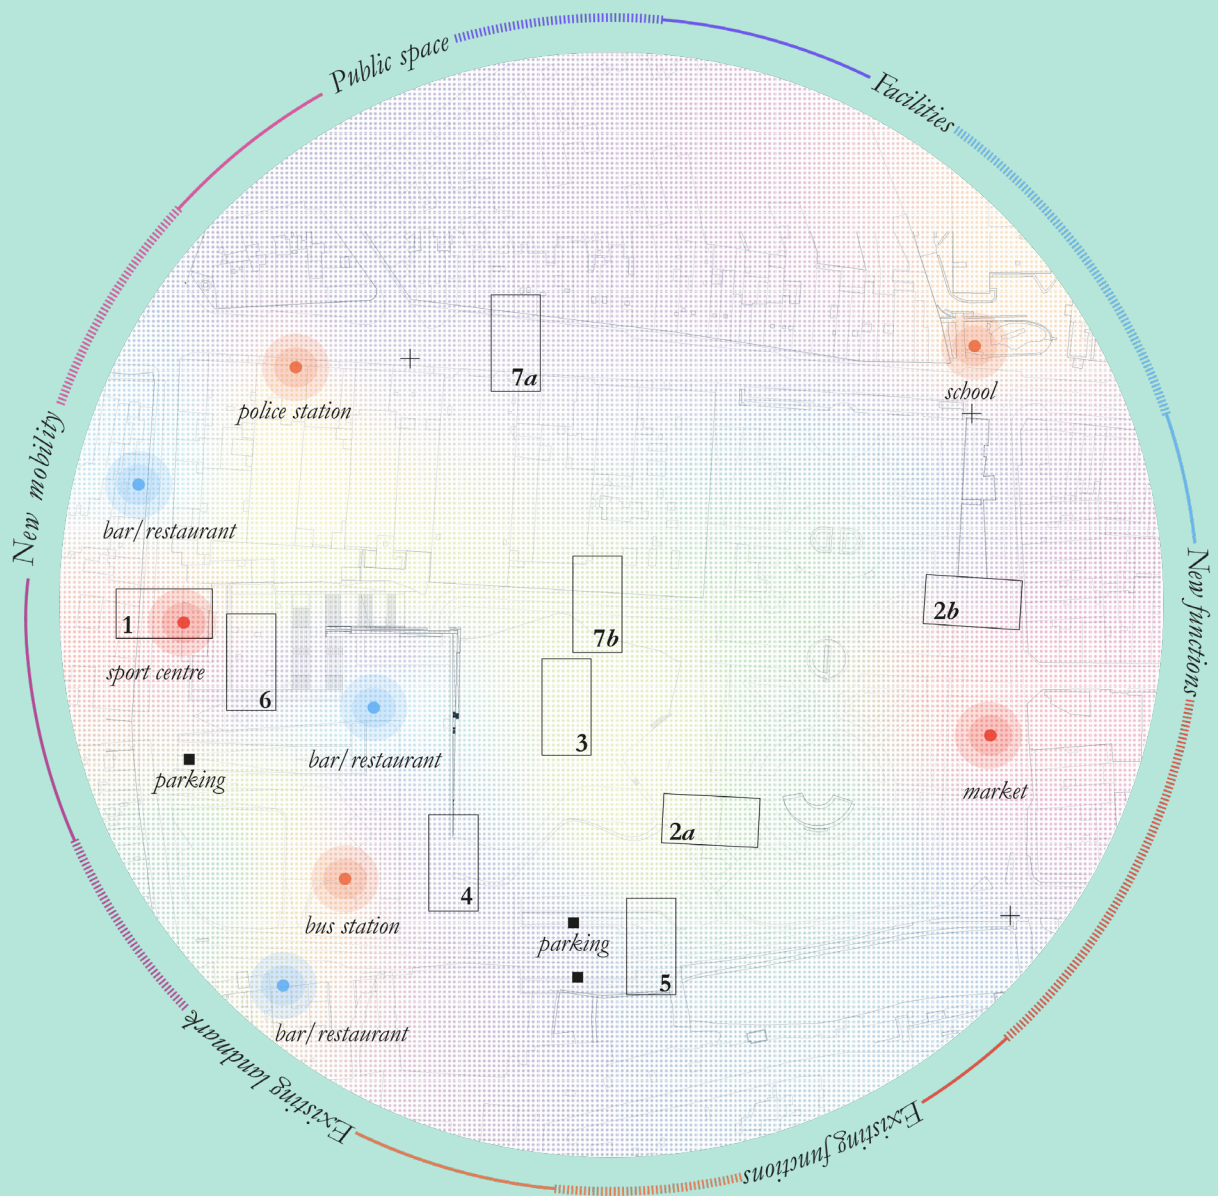 Public space
Facilities
7a
police station
school
New mobility
bar/restaurant
New functions
1
7b
2b
sport centre
6
3
bar/restaurant
parking
market
2a
4
bus station
parking
5
bar/restaurant
Existing landmark
Existing functions